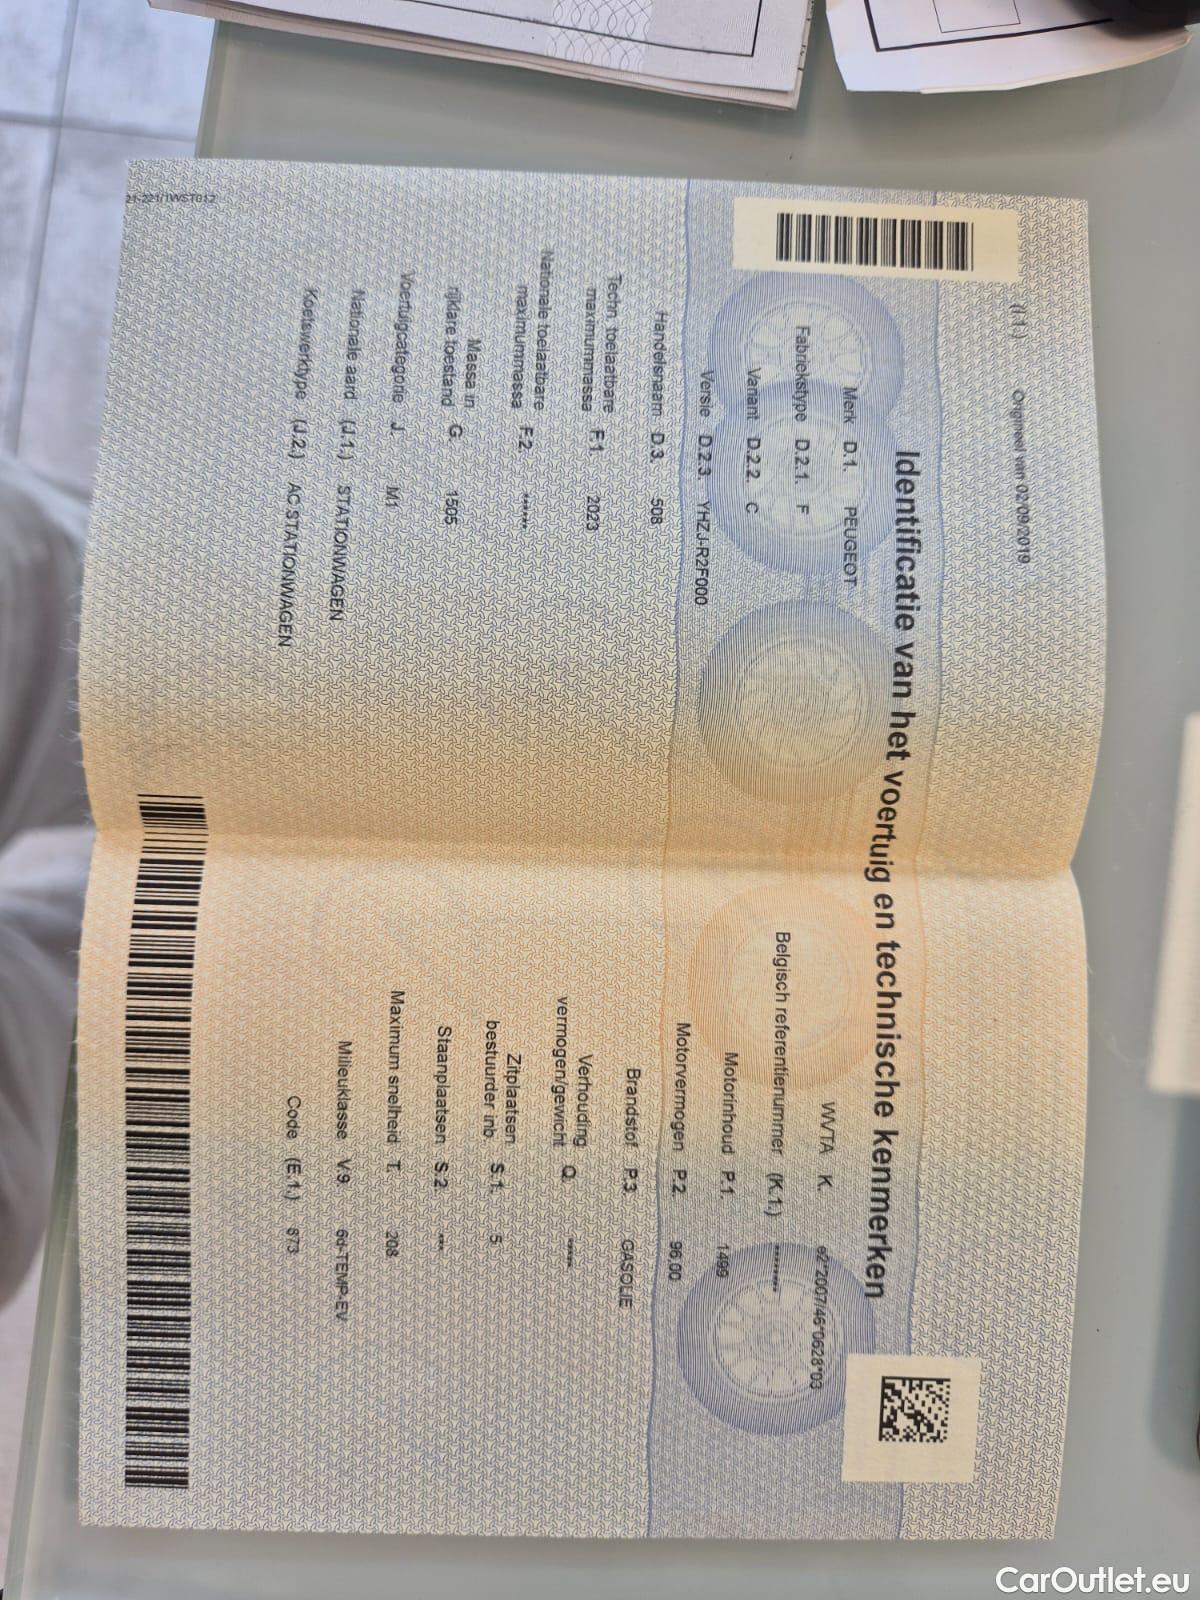 (I.1.) Origineel van 02/09/2019
Identificatie van het voertuig en technische kenmerken
Merk D.1. PEUGEOT
Fabriekstype D.2.1. F
Variant D.2.2. C
Versie D.2.3. YHZJ-R2F000
Handelsnaam D.3. 508
Techn. toelaatbare
maximummassa F.1. 2023
Nationale toelaatbare
maximummassa F.2. ******
Massa in
rijklare toestand G. 1505
Voertuigcategorie J. M1
Nationale aard (J.1.) STATIONWAGEN
Koetswerktype (J.2.) AC STATIONWAGEN
WVTA K. e2*2007/46*0628*03
Belgisch referentienummer (K.1.) ********
Motorinhoud P.1. 1499
Motorvermogen P.2. 96,00
Brandstof P.3. GASOLIE
Verhouding
vermogen/gewicht Q. *****
Zitplaatsen
bestuurder inb. S.1. 5
Staanplaatsen S.2. ***
Maximum snelheid T. 208
Milieuklasse V.9. 6d-TEMP-EV
Code (E.1.) 873
21-221/1WST012
CarOutlet.eu